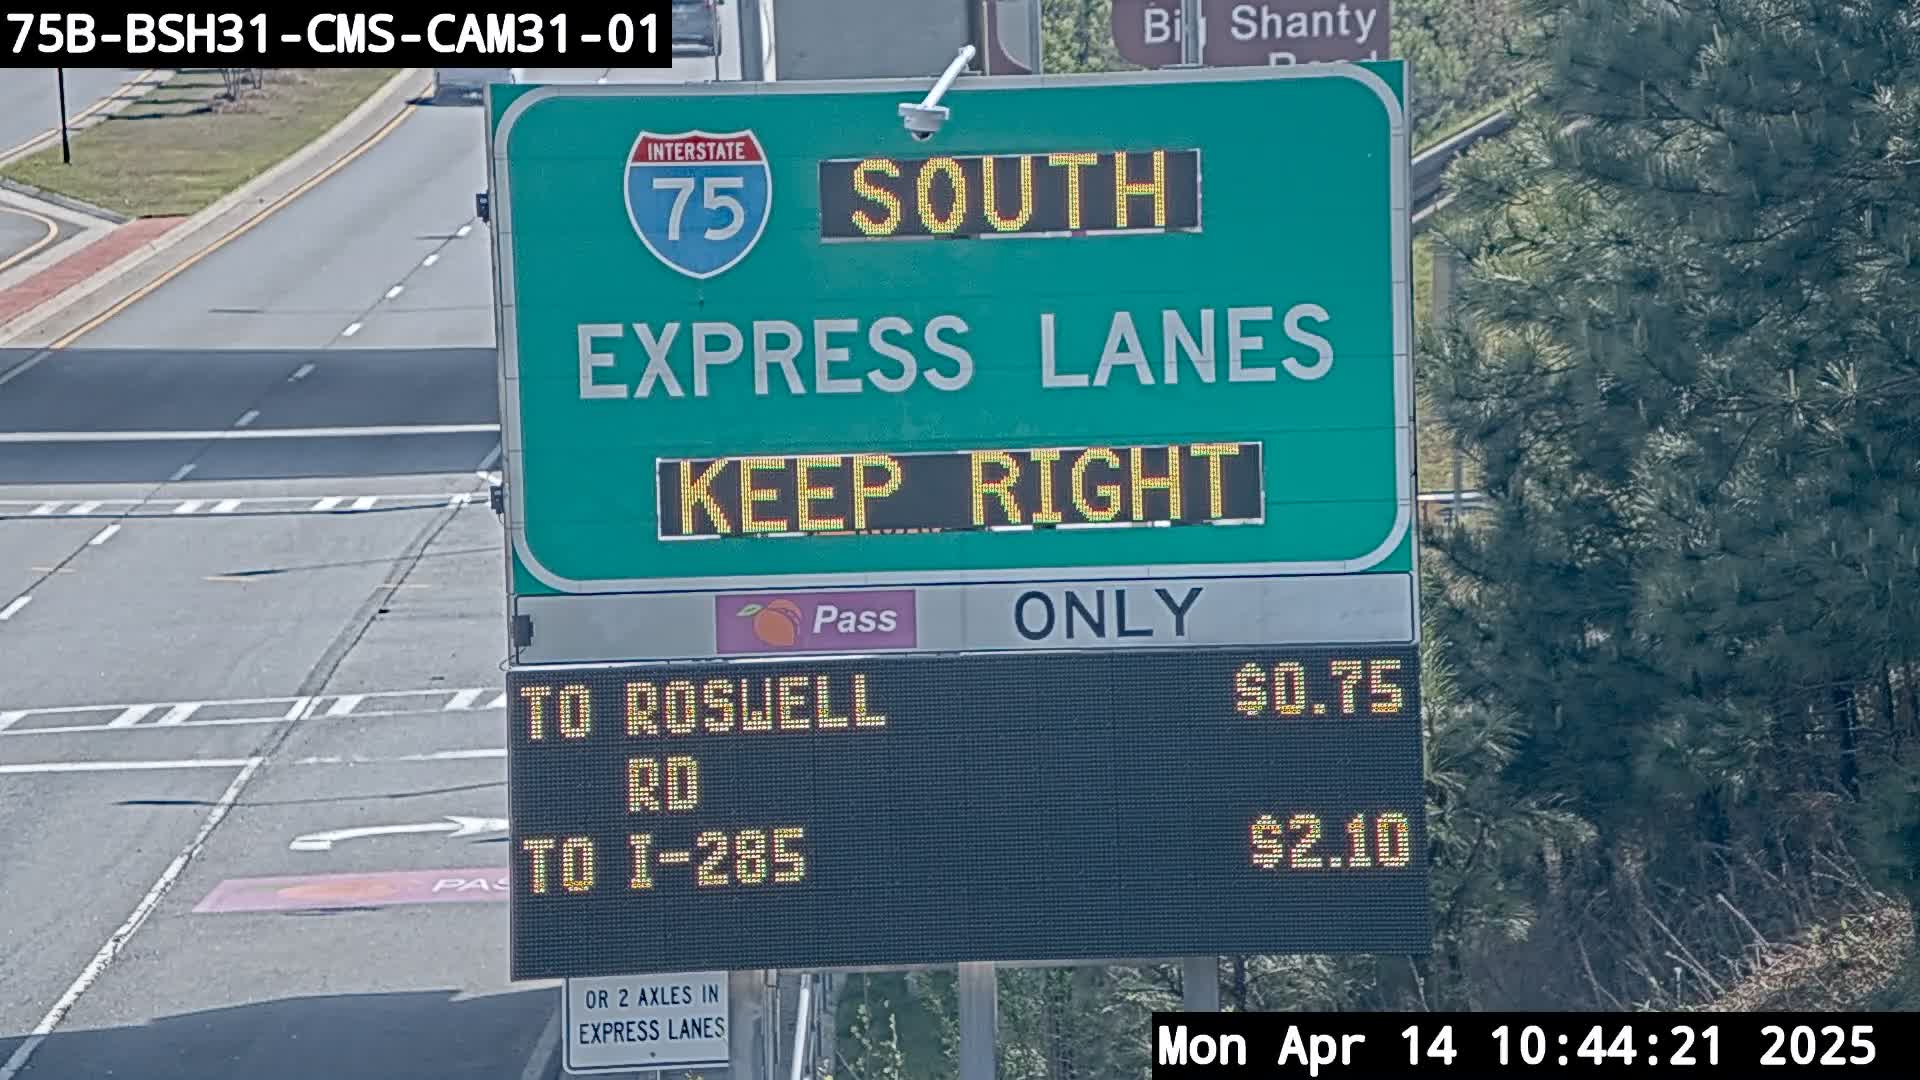 75B-BSH31-CMS-CAM31-01
Big Shanty
Road
INTERSTATE
75
SOUTH
EXPRESS LANES
KEEP RIGHT
Pass ONLY
TO ROSWELL $0.75
RD
TO I-285 $2.10
PAS
OR 2 AXLES IN
EXPRESS LANES
Mon Apr 14 10:44:21 2025